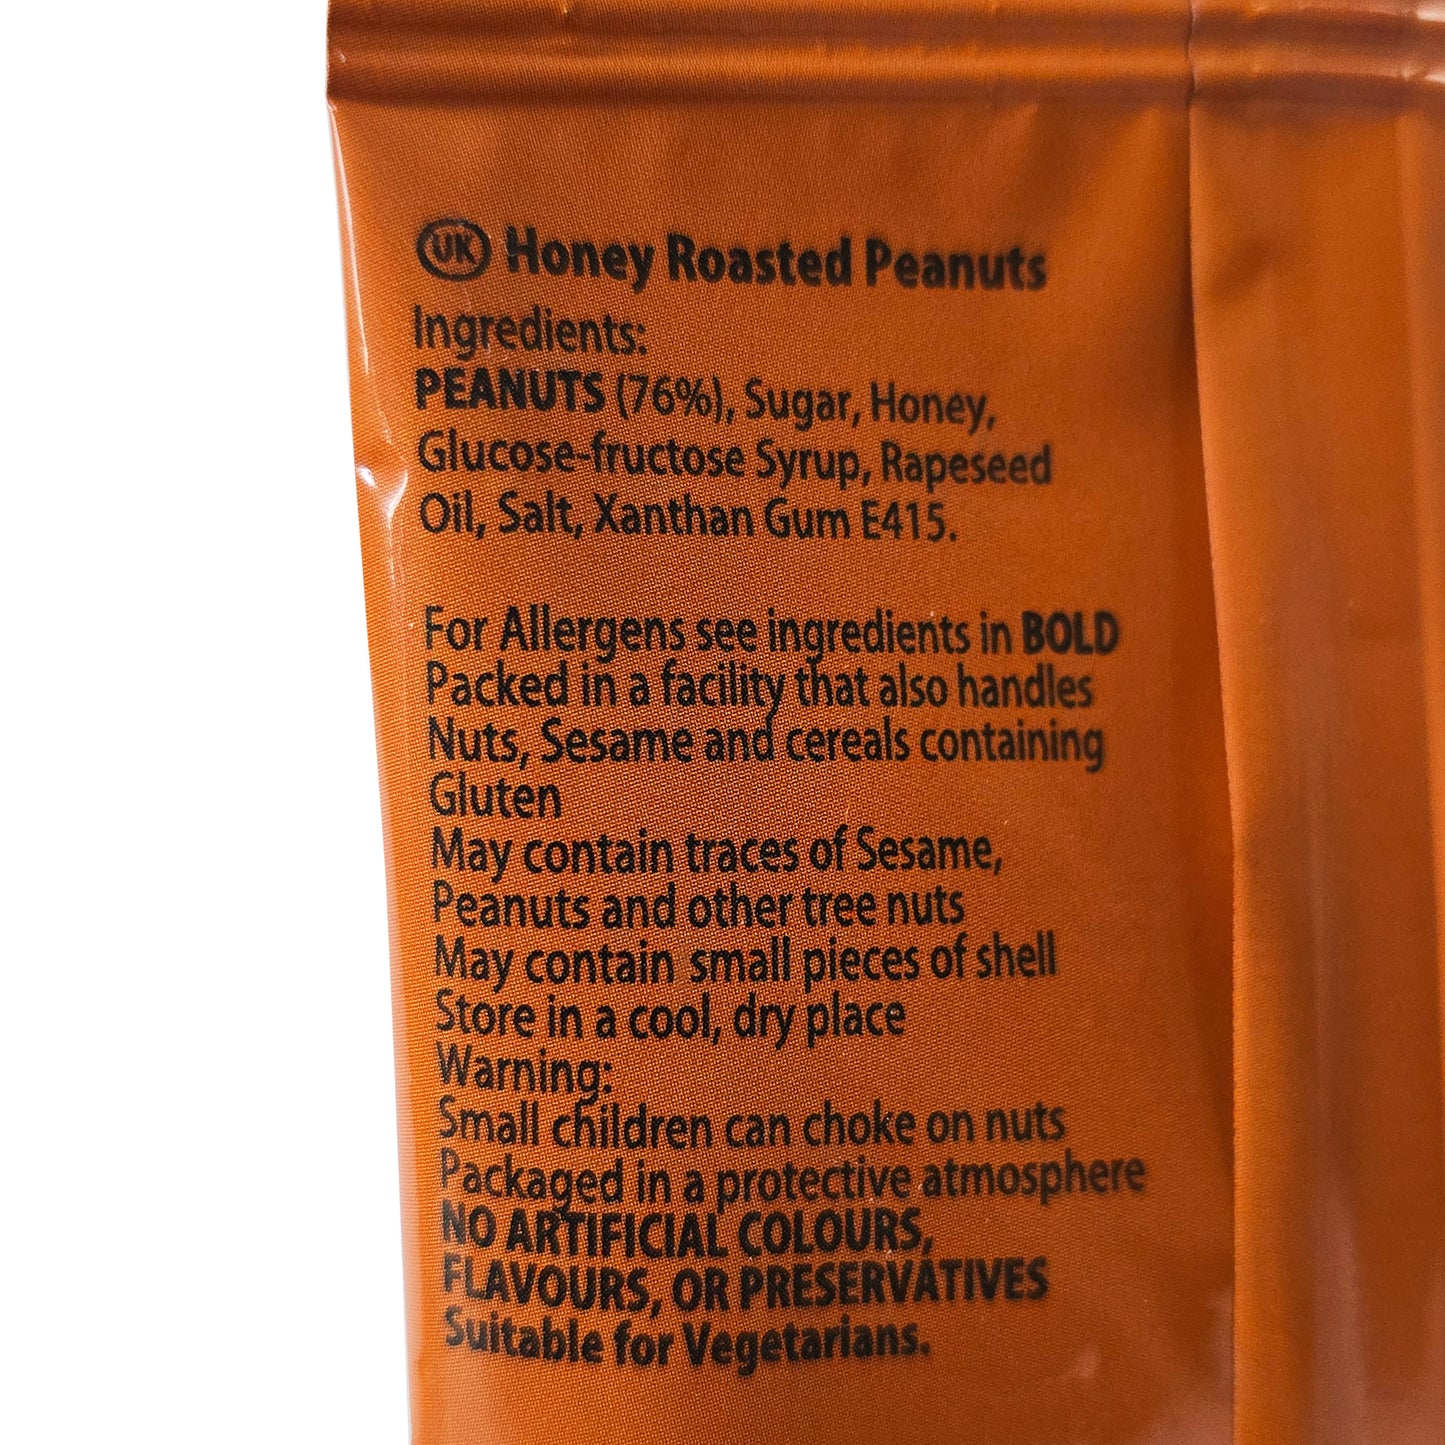 UK Honey Roasted Peanuts
Ingredients:
PEANUTS (76%), Sugar, Honey,
Glucose-fructose Syrup, Rapeseed
Oil, Salt, Xanthan Gum E415.
For Allergens see ingredients in BOLD
Packed in a facility that also handles
Nuts, Sesame and cereals containing
Gluten
May contain traces of Sesame,
Peanuts and other tree nuts
May contain small pieces of shell
Store in a cool, dry place
Warning:
Small children can choke on nuts
Packaged in a protective atmosphere
NO ARTIFICIAL COLOURS,
FLAVOURS, OR PRESERVATIVES
Suitable for Vegetarians.